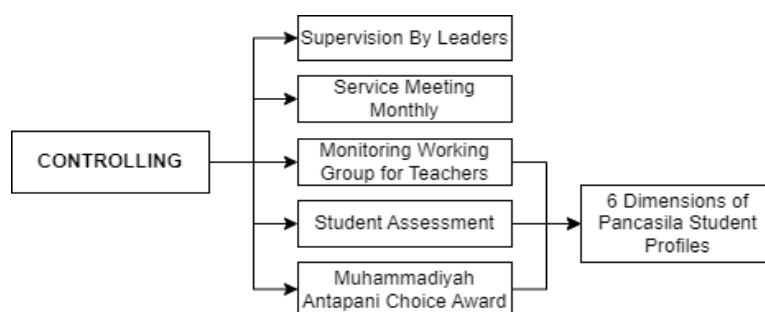 Supervision By Leaders
Service Meeting
Monthly
CONTROLLING
Monitoring Working
Group for Teachers
Student Assessment
Muhammadiyah
Antapani Choice Award
6 Dimensions of
Pancasila Student
Profiles